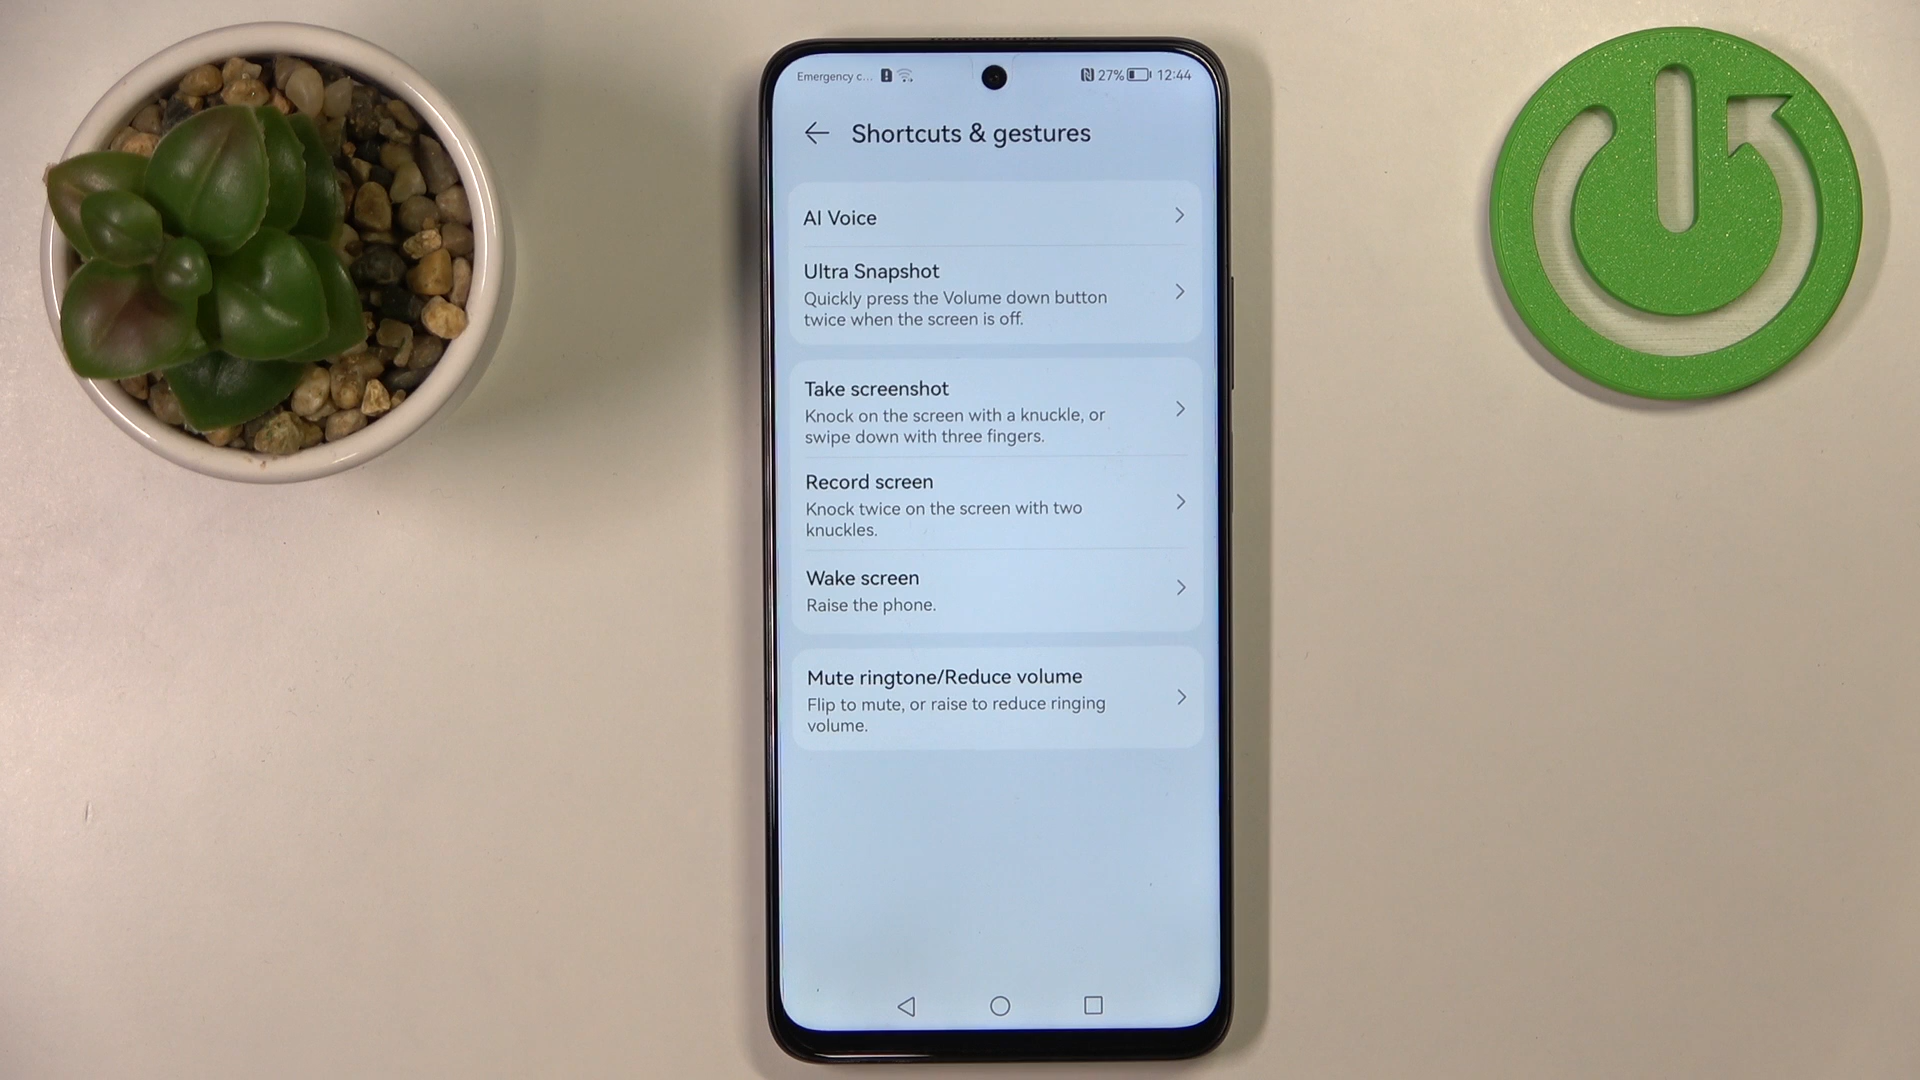 Emergency c... 27% 12:44
Shortcuts & gestures
AI Voice
Ultra Snapshot
Quickly press the Volume down button
twice when the screen is off.
Take screenshot
Knock on the screen with a knuckle, or
swipe down with three fingers.
Record screen
Knock twice on the screen with two
knuckles.
Wake screen
Raise the phone.
Mute ringtone/Reduce volume
Flip to mute, or raise to reduce ringing
volume.